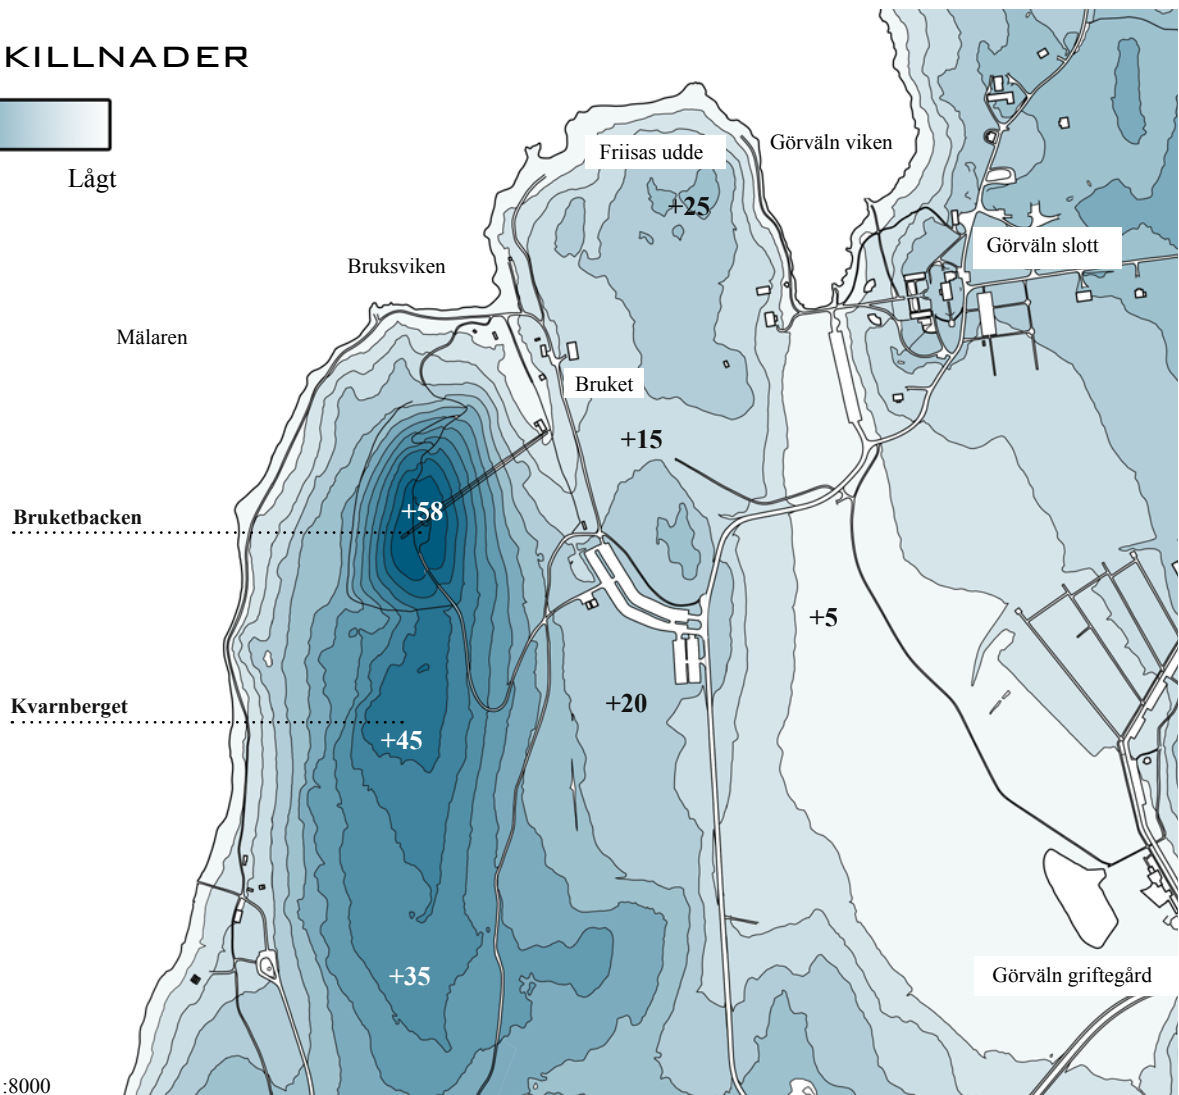 KILLNADER
Lågt
Friisas udde
Görväln viken
+25
Görväln slott
Bruksviken
Mälaren
Bruket
+15
+58
Bruketbacken
+5
Kvarnberget
+20
+45
+35
Görväln griftegård
:8000